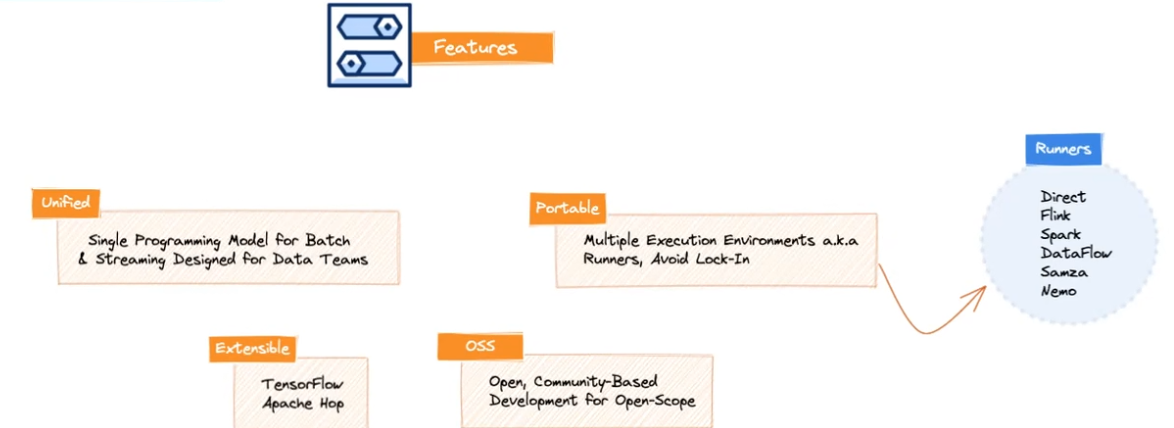 Features
Runners
Unified
Single Programming Model for Batch
& Streaming Designed for Data Teams
Portable
Multiple Execution Environments a.k.a
Runners, Avoid Lock-In
Direct
Flink
Spark
DataFlow
Samza
Nemo
Extensible
TensorFlow
Apache Hop
OSS
Open, Community-Based
Development for Open-Scope